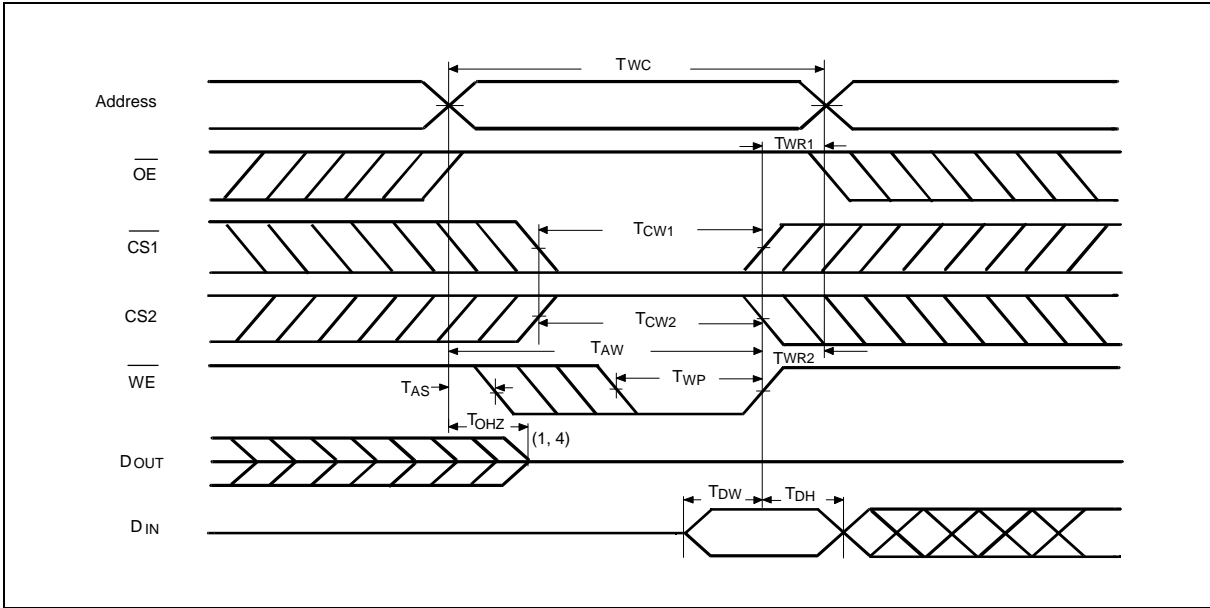 TWC
Address
TWR1
OE
TCW1
CS1
CS2
TCW2
TAW
TWR2
WE
TAS
TWP
TOHZ
(1, 4)
DOUT
TDW
TDH
DIN